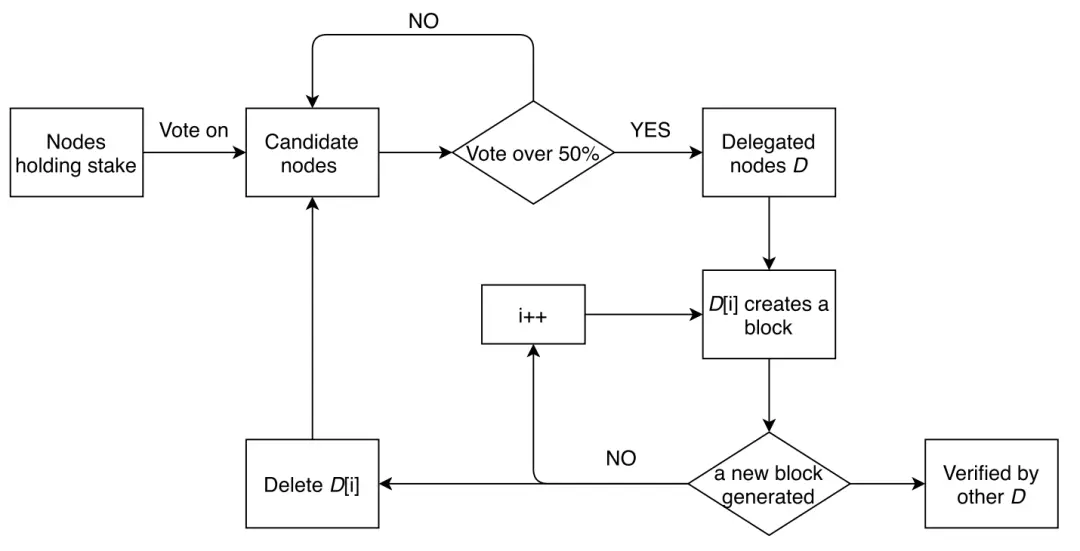 NO
Nodes
holding stake
Vote on
Candidate
nodes
Vote over 50%
YES
Delegated
nodes D
i++
D[i] creates a
block
Delete D[i]
NO
a new block
generated
Verified by
other D